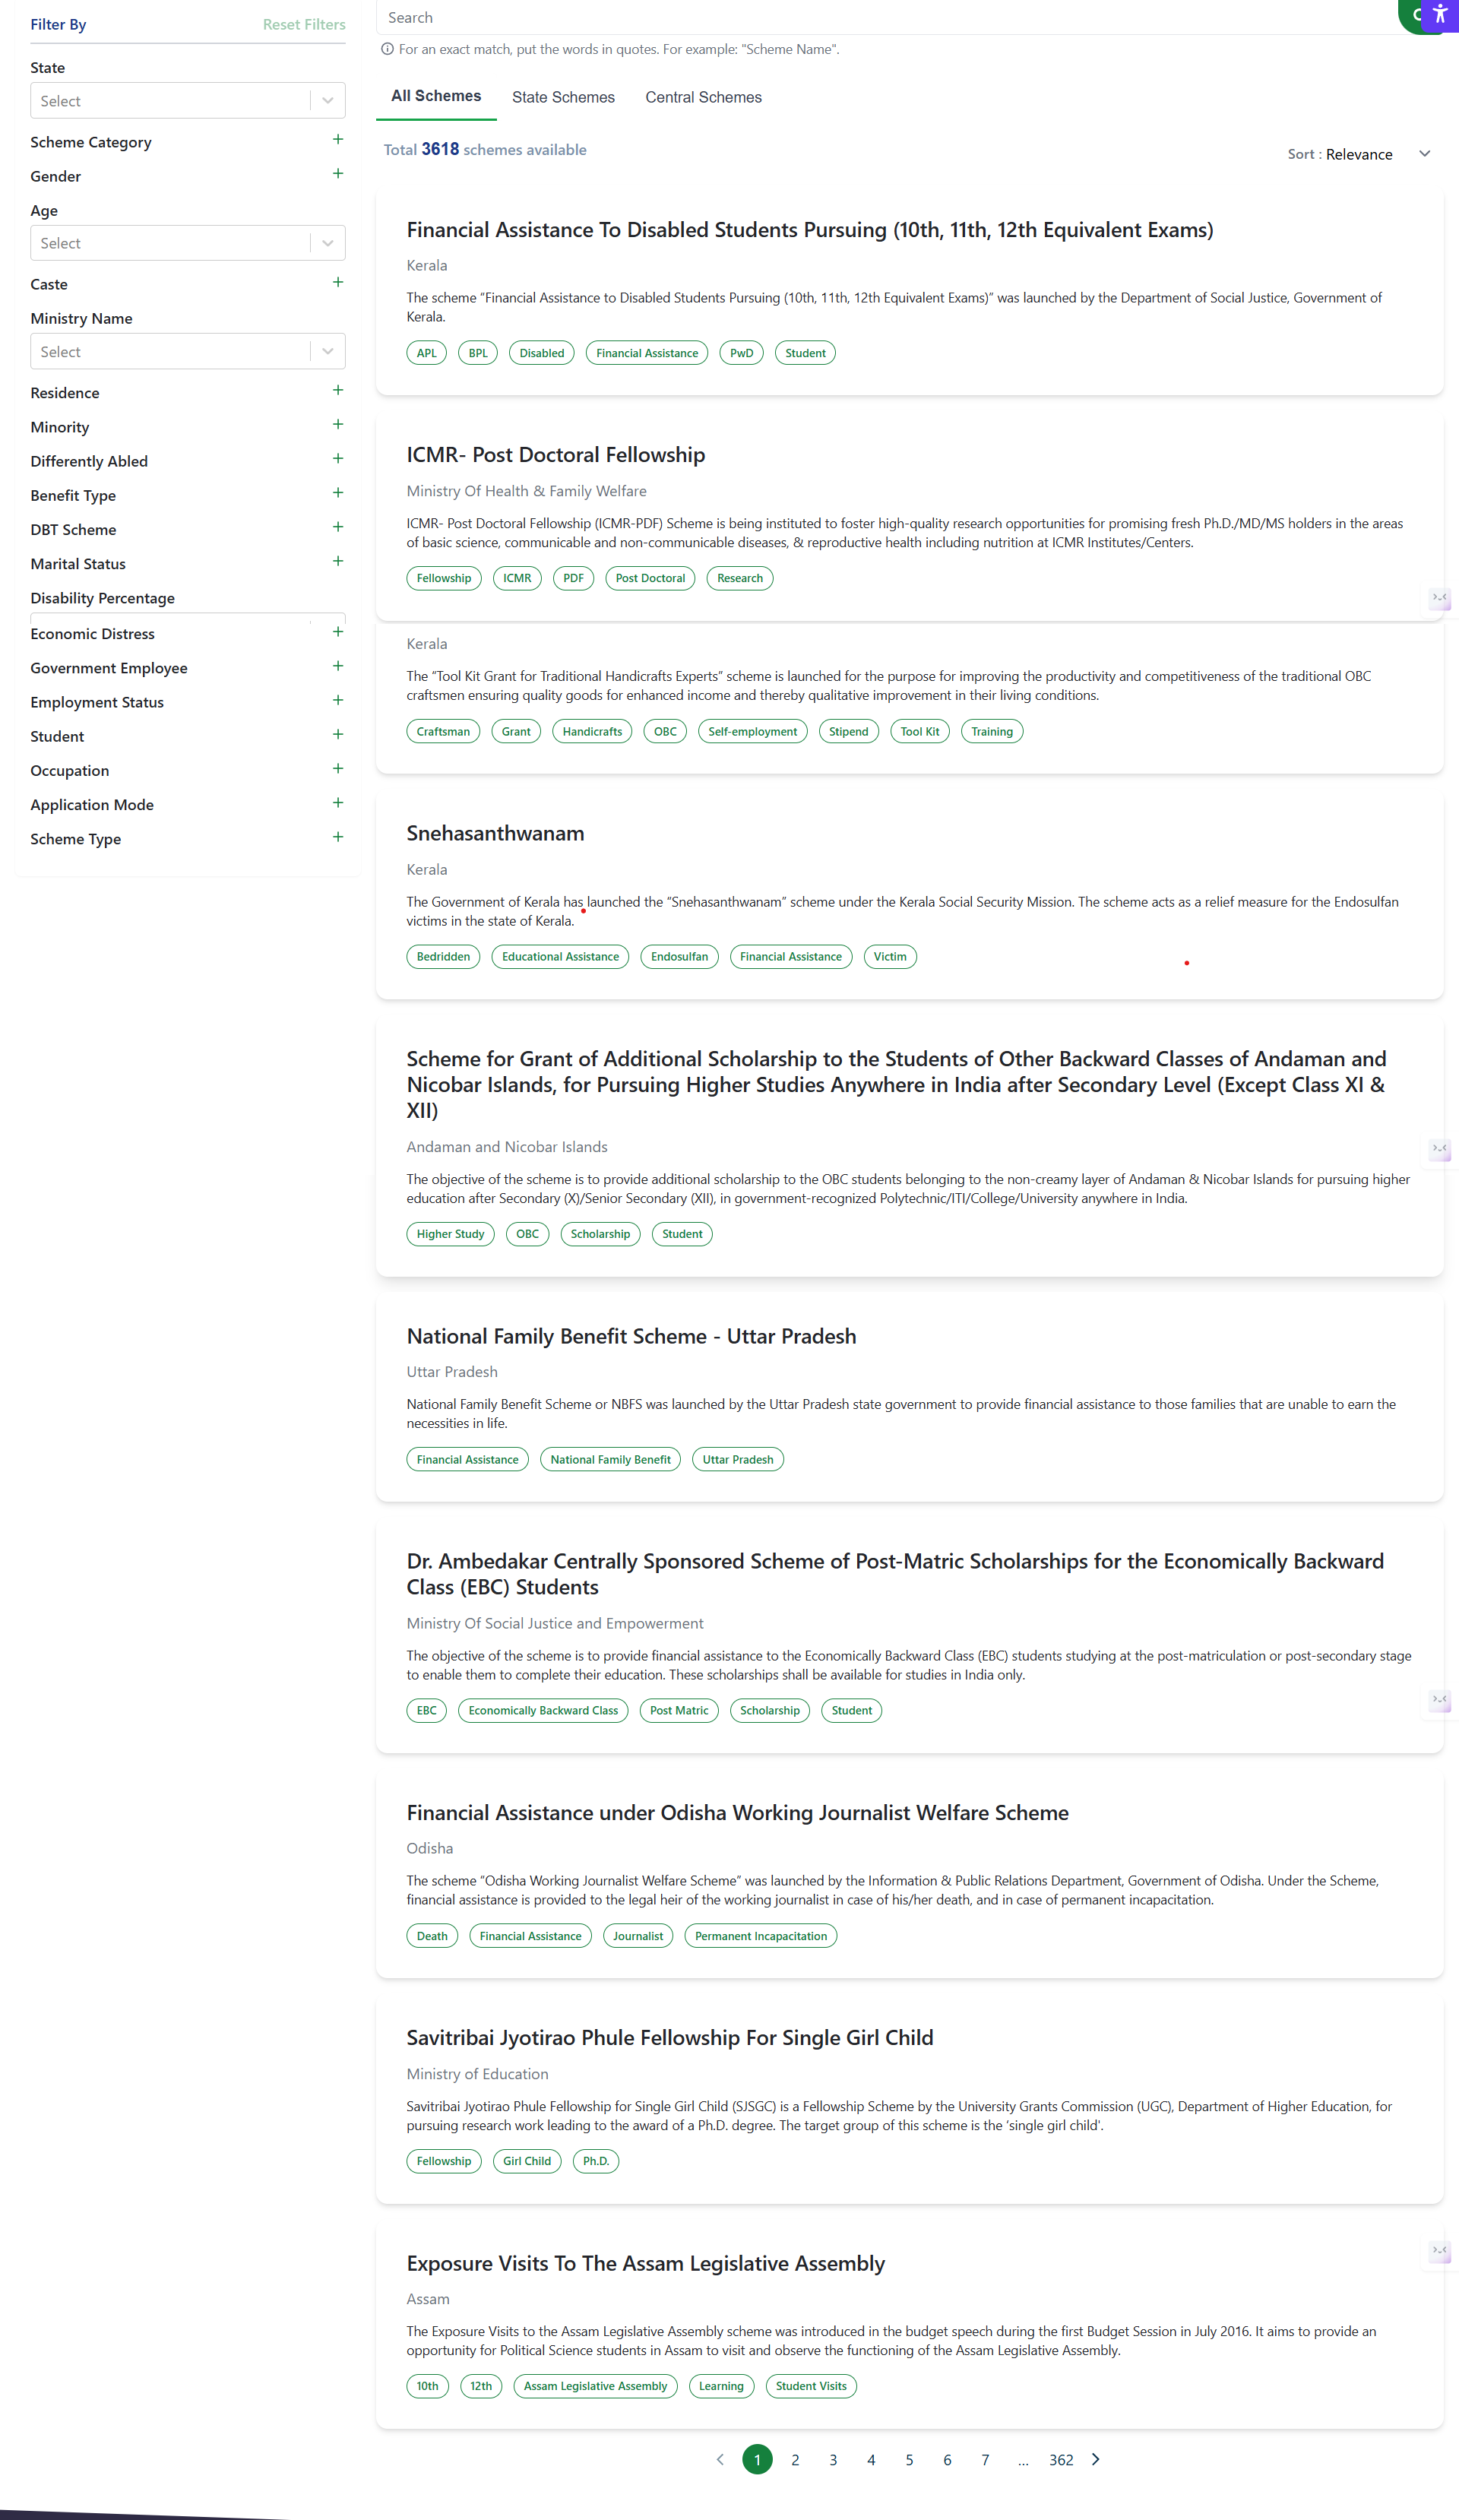 Filter By
Reset Filters
State
Select
Scheme Category
Gender
Age
Select
Caste
Ministry Name
Select
Residence
Minority
Differently Abled
Benefit Type
DBT Scheme
Marital Status
Disability Percentage
Economic Distress
Government Employee
Employment Status
Student
Occupation
Application Mode
Scheme Type
Search
For an exact match, put the words in quotes. For example: "Scheme Name".
All Schemes
State Schemes
Central Schemes
Total 3618 schemes available
Sort : Relevance
Financial Assistance To Disabled Students Pursuing (10th, 11th, 12th Equivalent Exams)
Kerala
The scheme “Financial Assistance to Disabled Students Pursuing (10th, 11th, 12th Equivalent Exams)” was launched by the Department of Social Justice, Government of
Kerala.
APL
BPL
Disabled
Financial Assistance
PwD
Student
ICMR- Post Doctoral Fellowship
Ministry Of Health & Family Welfare
ICMR- Post Doctoral Fellowship (ICMR-PDF) Scheme is being instituted to foster high-quality research opportunities for promising fresh Ph.D./MD/MS holders in the areas
of basic science, communicable and non-communicable diseases, & reproductive health including nutrition at ICMR Institutes/Centers.
Fellowship
ICMR
PDF
Post Doctoral
Research
Kerala
The “Tool Kit Grant for Traditional Handicrafts Experts” scheme is launched for the purpose for improving the productivity and competitiveness of the traditional OBC
craftsmen ensuring quality goods for enhanced income and thereby qualitative improvement in their living conditions.
Craftsman
Grant
Handicrafts
OBC
Self-employment
Stipend
Tool Kit
Training
Snehasanthwanam
Kerala
The Government of Kerala has launched the “Snehasanthwanam” scheme under the Kerala Social Security Mission. The scheme acts as a relief measure for the Endosulfan
victims in the state of Kerala.
Bedridden
Educational Assistance
Endosulfan
Financial Assistance
Victim
Scheme for Grant of Additional Scholarship to the Students of Other Backward Classes of Andaman and
Nicobar Islands, for Pursuing Higher Studies Anywhere in India after Secondary Level (Except Class XI &
XII)
Andaman and Nicobar Islands
The objective of the scheme is to provide additional scholarship to the OBC students belonging to the non-creamy layer of Andaman & Nicobar Islands for pursuing higher
education after Secondary (X)/Senior Secondary (XII), in government-recognized Polytechnic/ITI/College/University anywhere in India.
Higher Study
OBC
Scholarship
Student
National Family Benefit Scheme - Uttar Pradesh
Uttar Pradesh
National Family Benefit Scheme or NBFS was launched by the Uttar Pradesh state government to provide financial assistance to those families that are unable to earn the
necessities in life.
Financial Assistance
National Family Benefit
Uttar Pradesh
Dr. Ambedakar Centrally Sponsored Scheme of Post-Matric Scholarships for the Economically Backward
Class (EBC) Students
Ministry Of Social Justice and Empowerment
The objective of the scheme is to provide financial assistance to the Economically Backward Class (EBC) students studying at the post-matriculation or post-secondary stage
to enable them to complete their education. These scholarships shall be available for studies in India only.
EBC
Economically Backward Class
Post Matric
Scholarship
Student
Financial Assistance under Odisha Working Journalist Welfare Scheme
Odisha
The scheme “Odisha Working Journalist Welfare Scheme” was launched by the Information & Public Relations Department, Government of Odisha. Under the Scheme,
financial assistance is provided to the legal heir of the working journalist in case of his/her death, and in case of permanent incapacitation.
Death
Financial Assistance
Journalist
Permanent Incapacitation
Savitribai Jyotirao Phule Fellowship For Single Girl Child
Ministry of Education
Savitribai Jyotirao Phule Fellowship for Single Girl Child (SJSGC) is a Fellowship Scheme by the University Grants Commission (UGC), Department of Higher Education, for
pursuing research work leading to the award of a Ph.D. degree. The target group of this scheme is the ‘single girl child'.
Fellowship
Girl Child
Ph.D.
Exposure Visits To The Assam Legislative Assembly
Assam
The Exposure Visits to the Assam Legislative Assembly scheme was introduced in the budget speech during the first Budget Session in July 2016. It aims to provide an
opportunity for Political Science students in Assam to visit and observe the functioning of the Assam Legislative Assembly.
10th
12th
Assam Legislative Assembly
Learning
Student Visits
1 2 3 4 5 6 7 ... 362